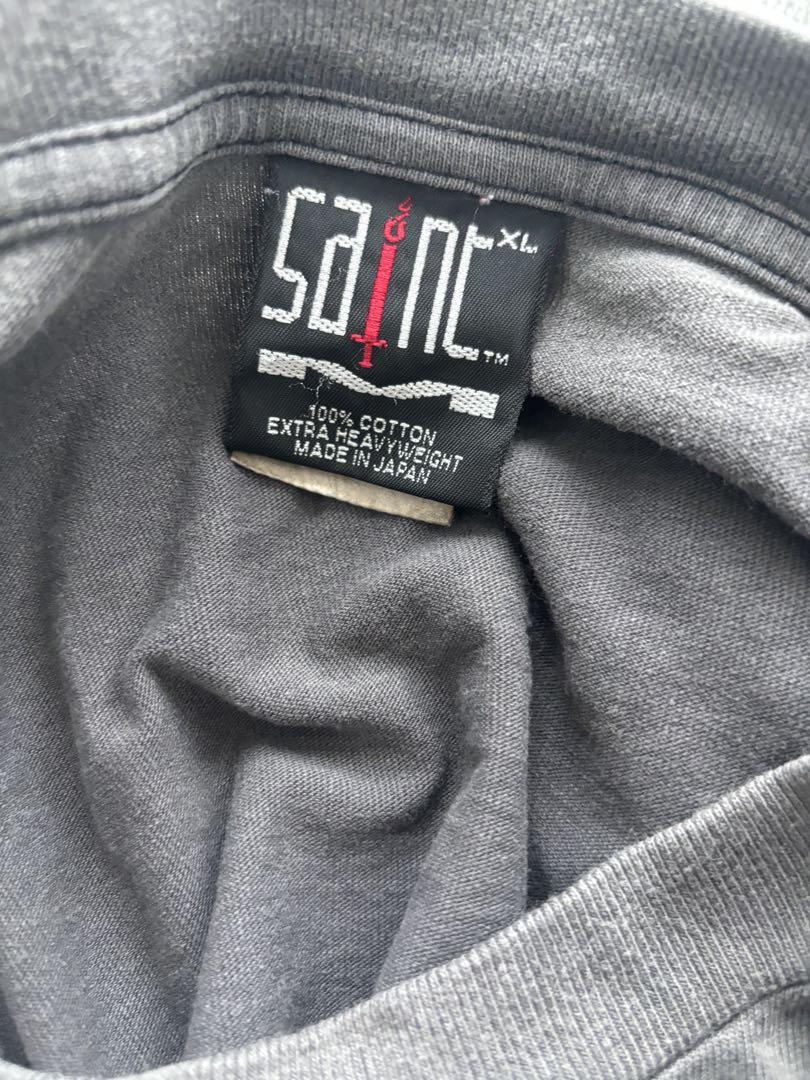 saint XL
TM
100% COTTON
EXTRA HEAVYWEIGHT
MADE IN JAPAN